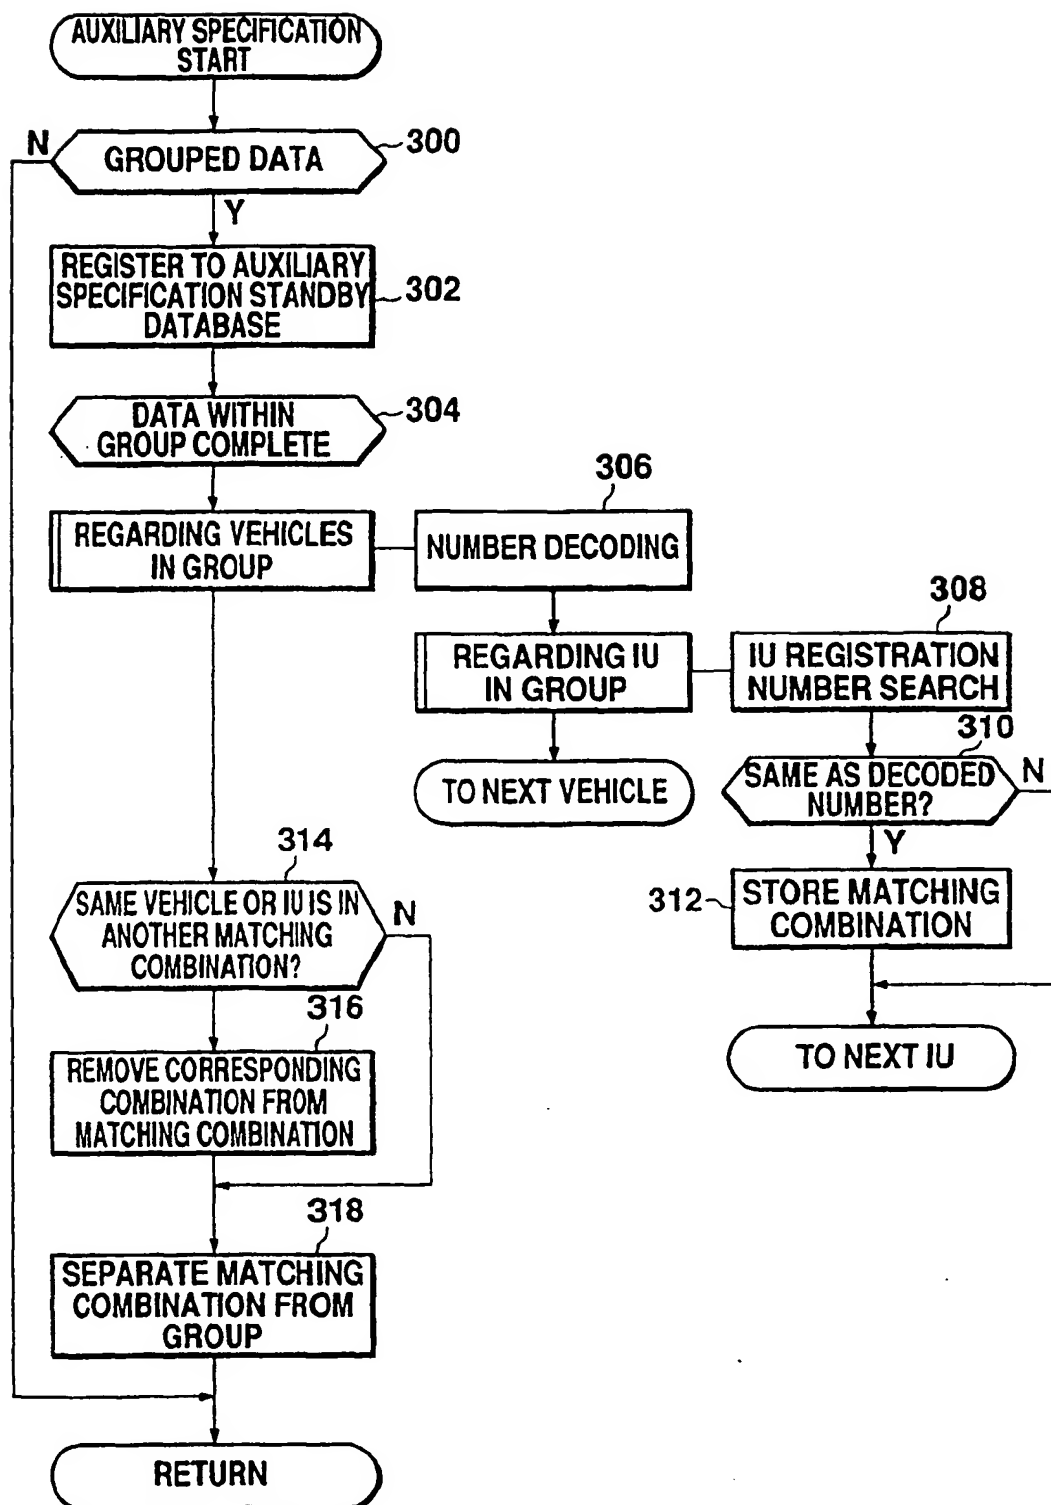 AUXILIARY SPECIFICATION
START
N
GROUPED DATA
300
Y
REGISTER TO AUXILIARY
SPECIFICATION STANDBY
DATABASE
302
DATA WITHIN
GROUP COMPLETE
304
306
REGARDING VEHICLES
IN GROUP
NUMBER DECODING
308
REGARDING IU
IN GROUP
IU REGISTRATION
NUMBER SEARCH
310
TO NEXT VEHICLE
SAME AS DECODED
NUMBER?
N
Y
314
SAME VEHICLE OR IU IS IN
ANOTHER MATCHING
COMBINATION?
N
312
STORE MATCHING
COMBINATION
316
REMOVE CORRESPONDING
COMBINATION FROM
MATCHING COMBINATION
TO NEXT IU
318
SEPARATE MATCHING
COMBINATION FROM
GROUP
RETURN